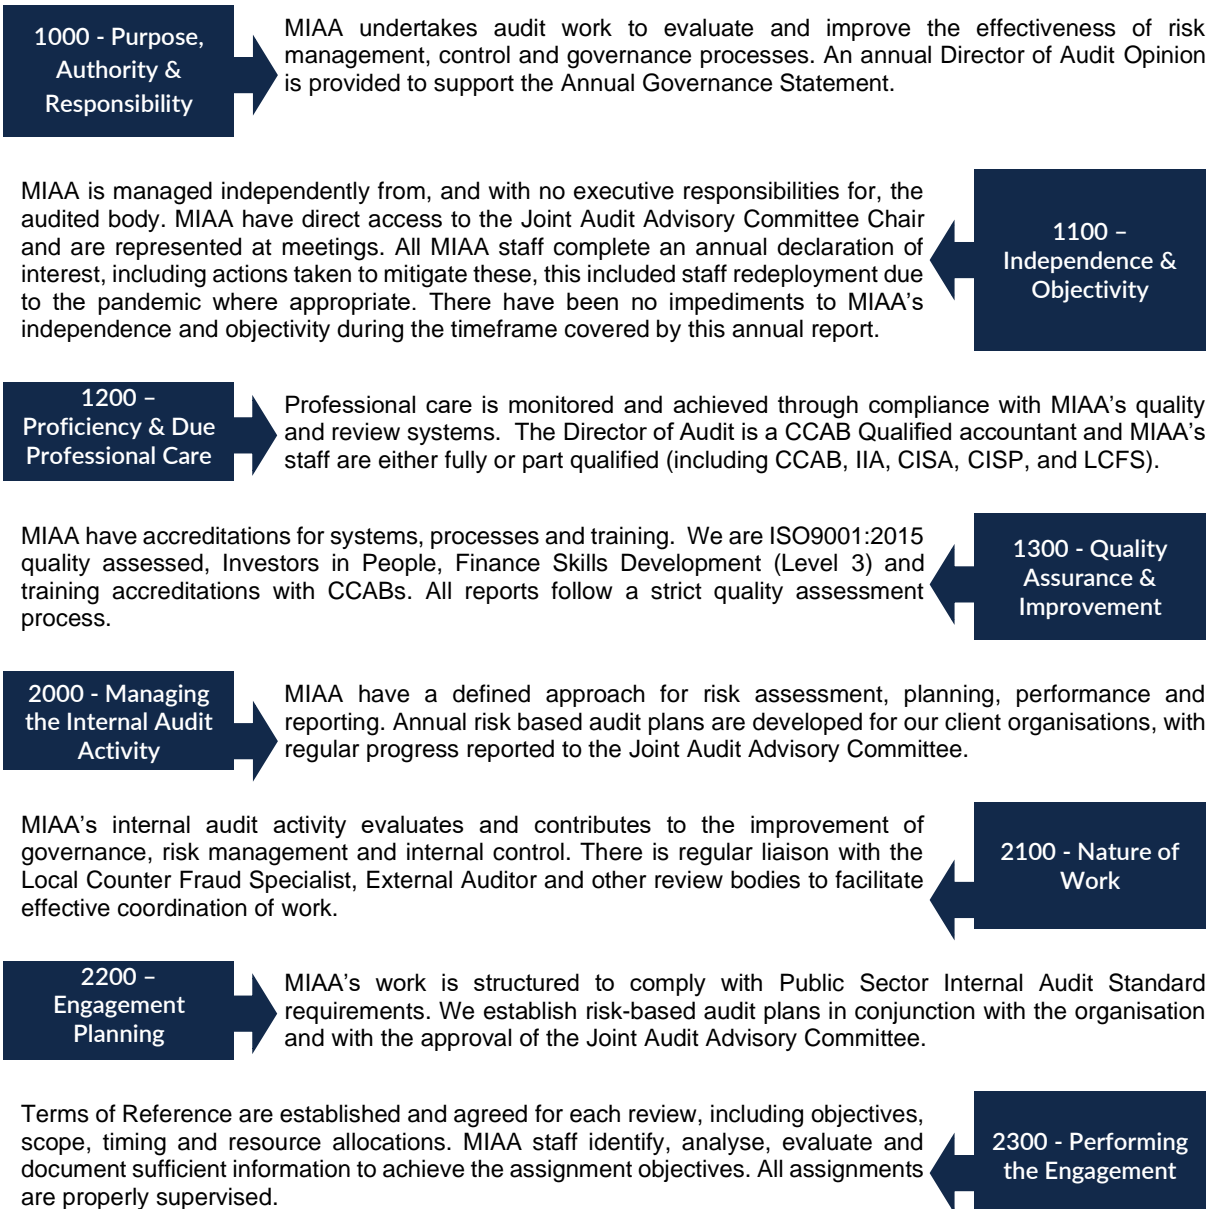 1000 - Purpose,
Authority &
Responsibility
MIAA undertakes audit work to evaluate and improve the effectiveness of risk
management, control and governance processes. An annual Director of Audit Opinion
is provided to support the Annual Governance Statement.
MIAA is managed independently from, and with no executive responsibilities for, the
audited body. MIAA have direct access to the Joint Audit Advisory Committee Chair
and are represented at meetings. All MIAA staff complete an annual declaration of
interest, including actions taken to mitigate these, this included staff redeployment due
to the pandemic where appropriate. There have been no impediments to MIAA's
independence and objectivity during the timeframe covered by this annual report.
1100 –
Independence &
Objectivity
1200 –
Proficiency & Due
Professional Care
Professional care is monitored and achieved through compliance with MIAA's quality
and review systems. The Director of Audit is a CCAB Qualified accountant and MIAA's
staff are either fully or part qualified (including CCAB, IIA, CISA, CISP, and LCFS).
MIAA have accreditations for systems, processes and training. We are ISO9001:2015
quality assessed, Investors in People, Finance Skills Development (Level 3) and
training accreditations with CCABs. All reports follow a strict quality assessment
process.
1300 - Quality
Assurance &
Improvement
2000 - Managing
the Internal Audit
Activity
MIAA have a defined approach for risk assessment, planning, performance and
reporting. Annual risk based audit plans are developed for our client organisations, with
regular progress reported to the Joint Audit Advisory Committee.
MIAA's internal audit activity evaluates and contributes to the improvement of
governance, risk management and internal control. There is regular liaison with the
Local Counter Fraud Specialist, External Auditor and other review bodies to facilitate
effective coordination of work.
2100 - Nature of
Work
2200 –
Engagement
Planning
MIAA's work is structured to comply with Public Sector Internal Audit Standard
requirements. We establish risk-based audit plans in conjunction with the organisation
and with the approval of the Joint Audit Advisory Committee.
Terms of Reference are established and agreed for each review, including objectives,
scope, timing and resource allocations. MIAA staff identify, analyse, evaluate and
document sufficient information to achieve the assignment objectives. All assignments
are properly supervised.
2300 - Performing
the Engagement